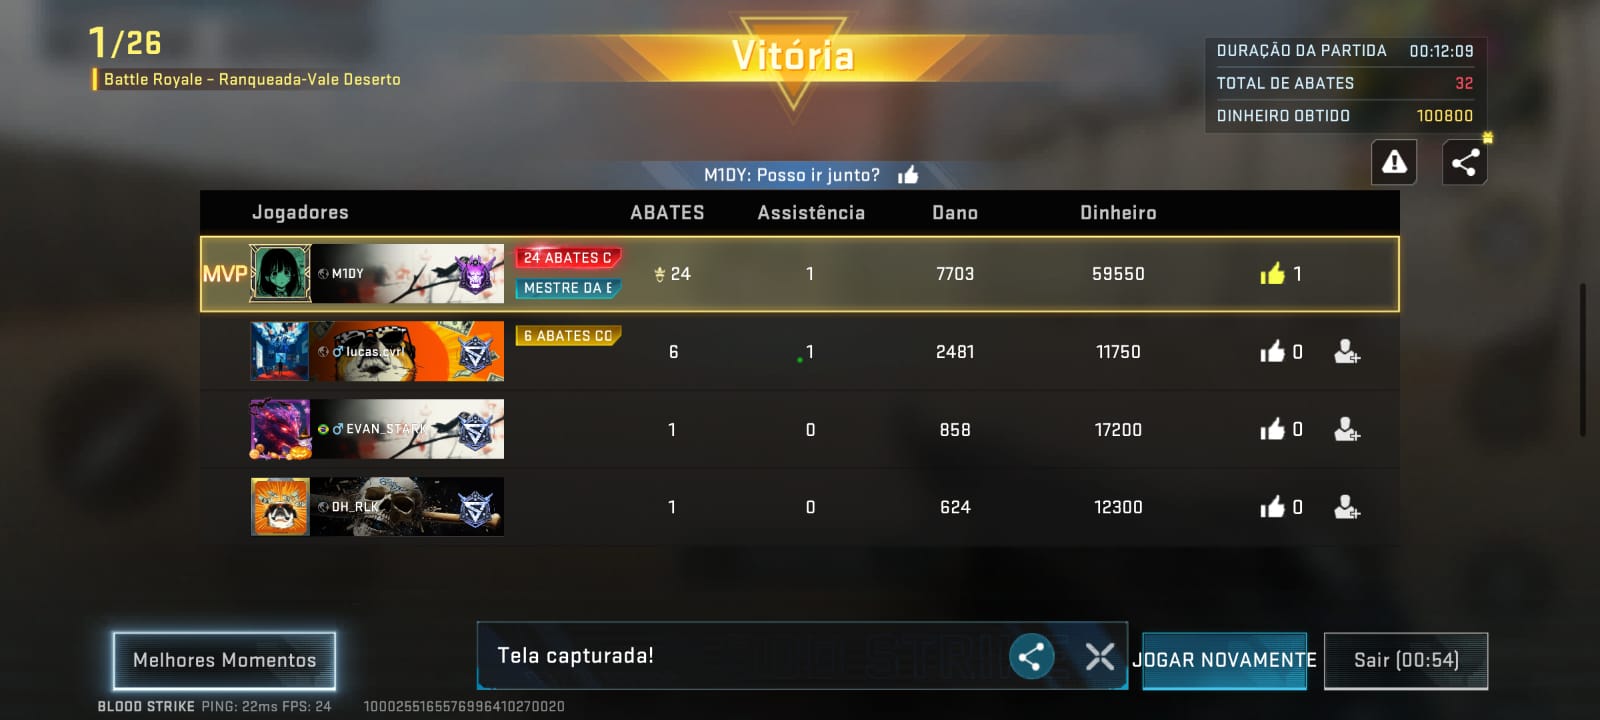 1/26
Battle Royale - Ranqueada-Vale Deserto
Vitória
DURAÇÃO DA PARTIDA 00:12:09
TOTAL DE ABATES 32
DINHEIRO OBTIDO 100800
M1DY: Posso ir junto?
Jogadores ABATES Assistência Dano Dinheiro
MVP M1DY 24 ABATES C 24 1 7703 59550 1
MESTRE DA E
lucas.cvrl 6 ABATES CO 6 1 2481 11750 0
EVAN_STARK 1 0 858 17200 0
DH_RLK 1 0 624 12300 0
Melhores Momentos
Tela capturada!
JOGAR NOVAMENTE
Sair (00:54)
BLOOD STRIKE PING: 22ms FPS: 24 1000255165576996410270020